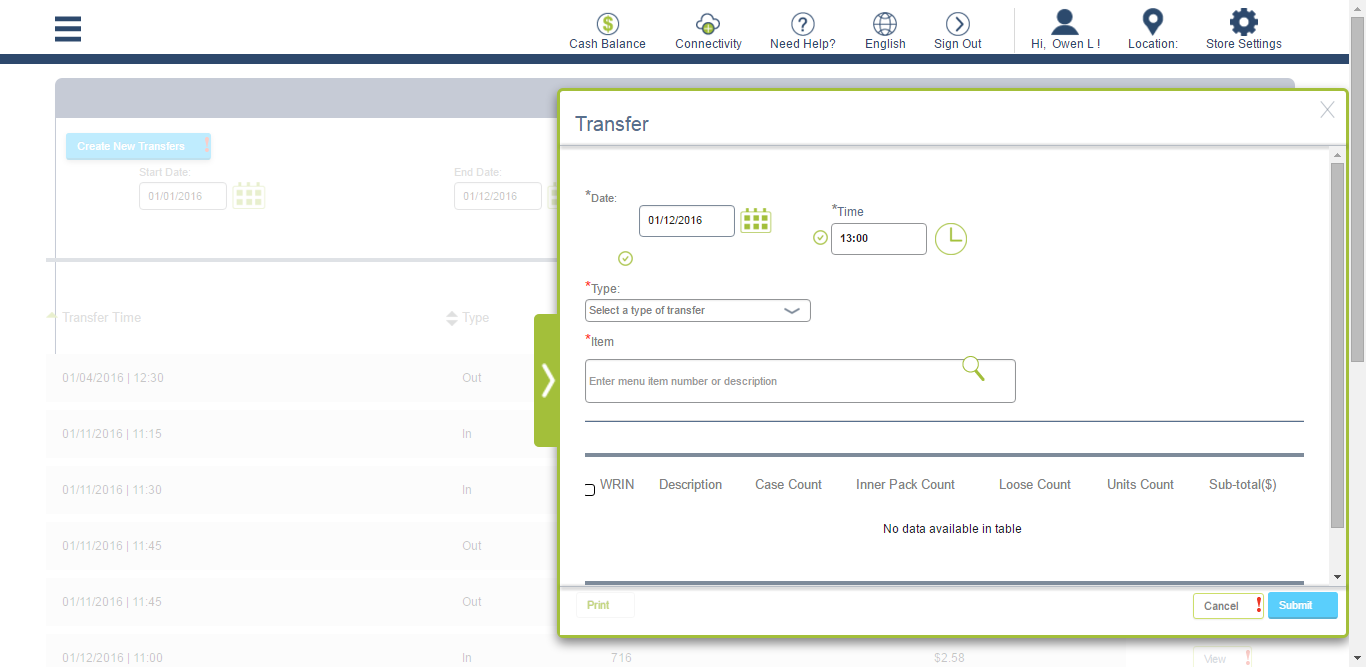 Cash Balance
Connectivity
Need Help?
English
Sign Out
Hi, Owen L !
Location:
Store Settings
Create New Transfers !
Start Date:
01/01/2016
End Date:
01/12/2016
Transfer Time
Type
01/04/2016 | 12:30 Out
01/11/2016 | 11:15 In
01/11/2016 | 11:30 In
01/11/2016 | 11:45 Out
01/11/2016 | 11:45 Out
01/12/2016 | 11:00 In 716 $2.58 View !
Transfer
X
*Date:
01/12/2016
*Time
13:00
*Type:
Select a type of transfer
*Item
Enter menu item number or description
WRIN Description Case Count Inner Pack Count Loose Count Units Count Sub-total($)
No data available in table
Print
Cancel !
Submit